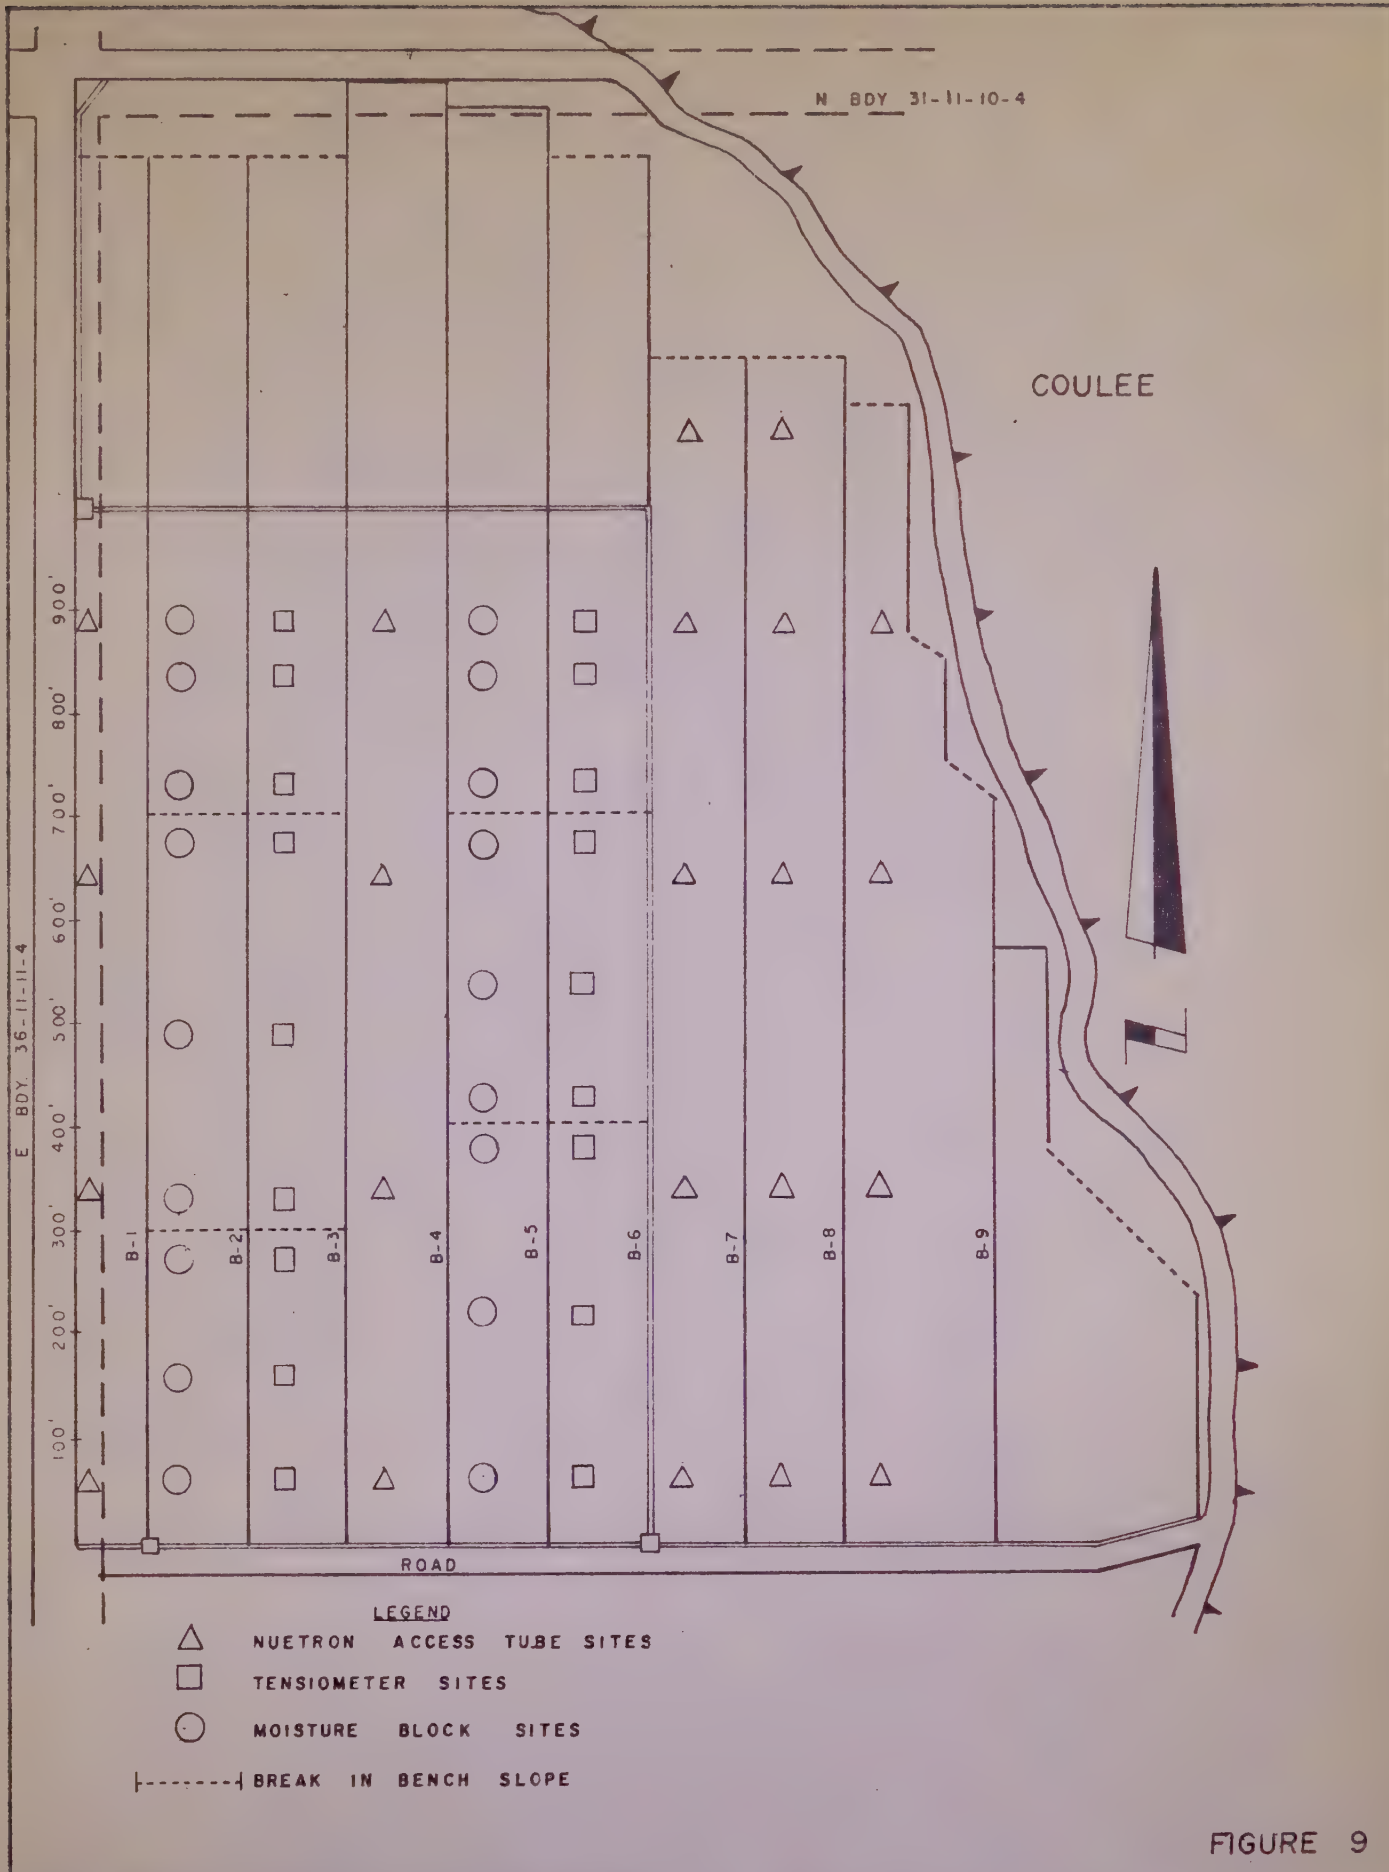 N BDY 31-11-10-4
COULEE
900'
800'
700'
600'
500'
400'
300'
200'
100'
E BDY. 36-11-11-4
B-1
B-2
B-3
B-4
B-5
B-6
B-7
B-8
B-9
N
ROAD
LEGEND
NUETRON ACCESS TUBE SITES
TENSIOMETER SITES
MOISTURE BLOCK SITES
BREAK IN BENCH SLOPE
FIGURE 9